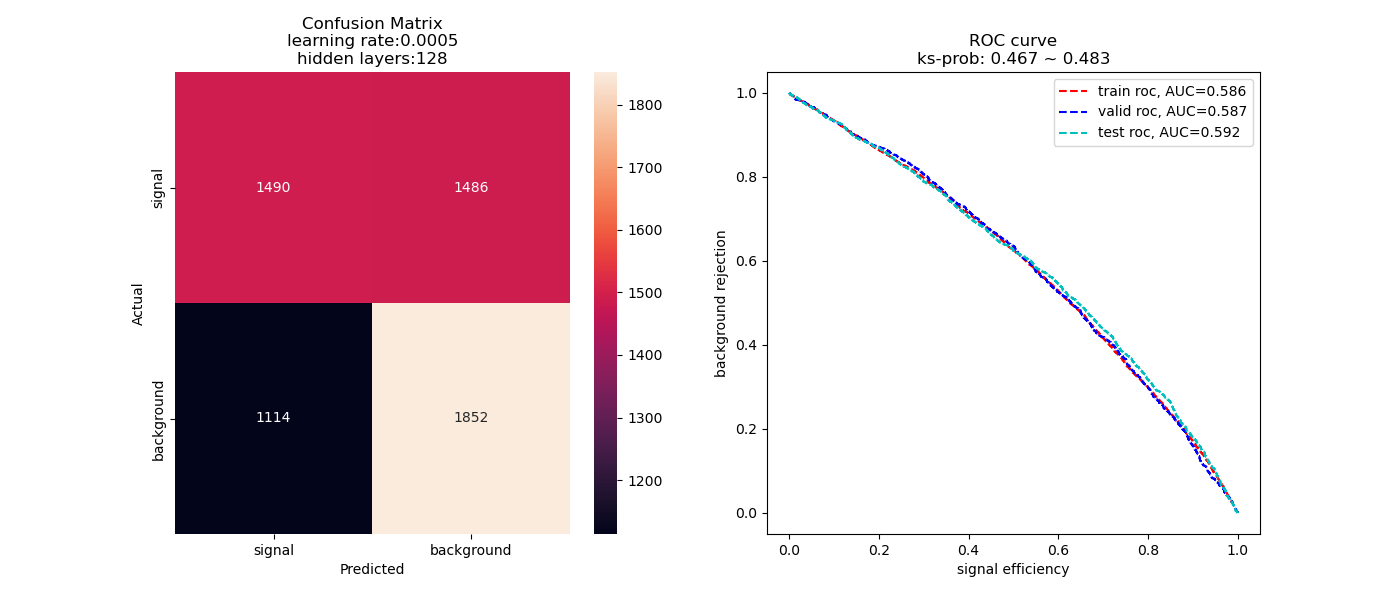 Confusion Matrix
learning rate:0.0005
hidden layers:128
signal
background
Actual
1490
1486
1114
1852
signal
background
Predicted
1800
1700
1600
1500
1400
1300
1200
ROC curve
ks-prob: 0.467 ~ 0.483
train roc, AUC=0.586
valid roc, AUC=0.587
test roc, AUC=0.592
background rejection
1.0
0.8
0.6
0.4
0.2
0.0
0.0
0.2
0.4
0.6
0.8
1.0
signal efficiency